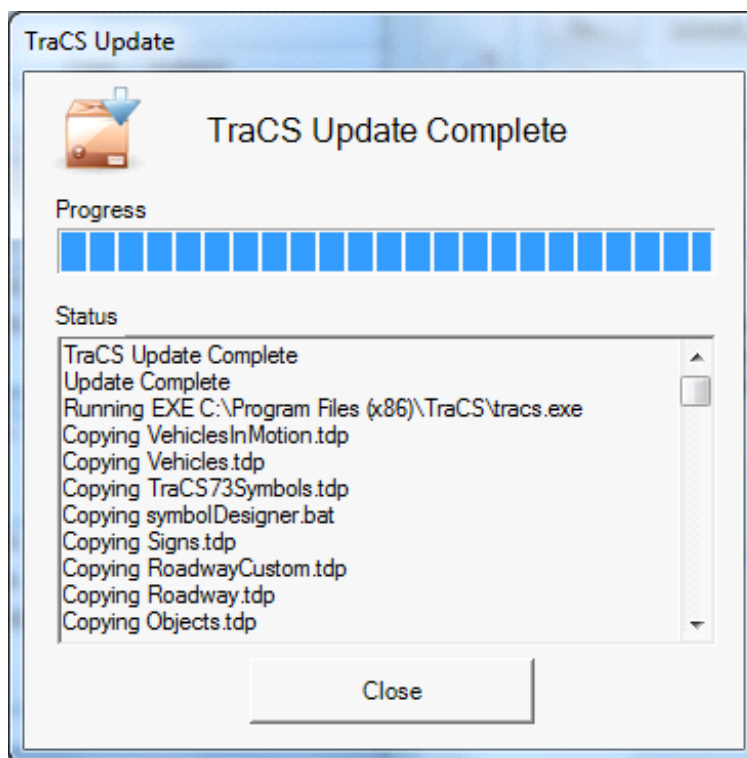 TraCS Update
TraCS Update Complete
Progress
Status
TraCS Update Complete
Update Complete
Running EXE C:\Program Files (x86)\TraCS\tracs.exe
Copying VehiclesInMotion.tdp
Copying Vehicles.tdp
Copying TraCS73Symbols.tdp
Copying symbolDesigner.bat
Copying Signs.tdp
Copying RoadwayCustom.tdp
Copying Roadway.tdp
Copying Objects.tdp
Close